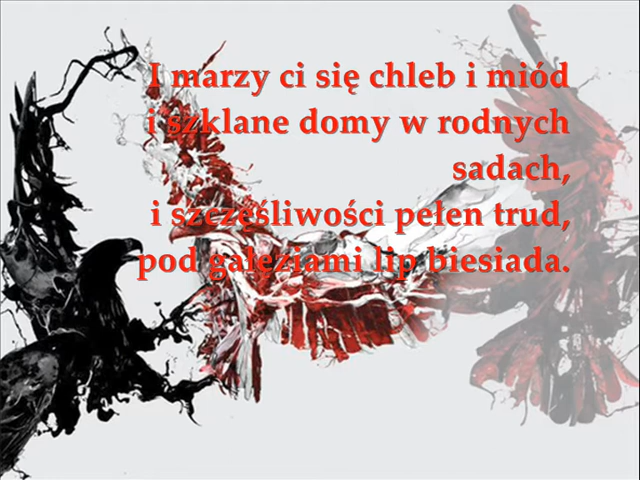 I marzy ci się chleb i miód
i szklane domy w rodnych
sadach,
i szczęśliwości pełen trud,
pod gałęziami lip biesiada.